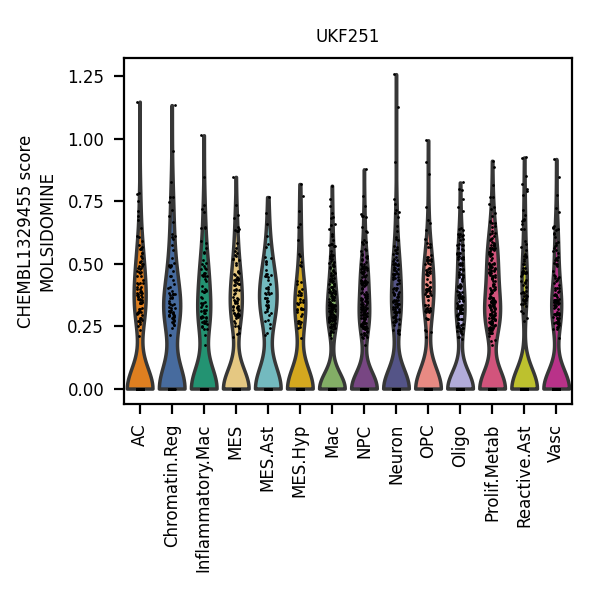 UKF251
CHEMBL1329455 score
MOLSIDOMINE
1.25
1.00
0.75
0.50
0.25
0.00
AC
Chromatin.Reg
Inflammatory.Mac
MES
MES.Ast
MES.Hyp
Mac
NPC
Neuron
OPC
Oligo
Prolif.Metab
Reactive.Ast
Vasc